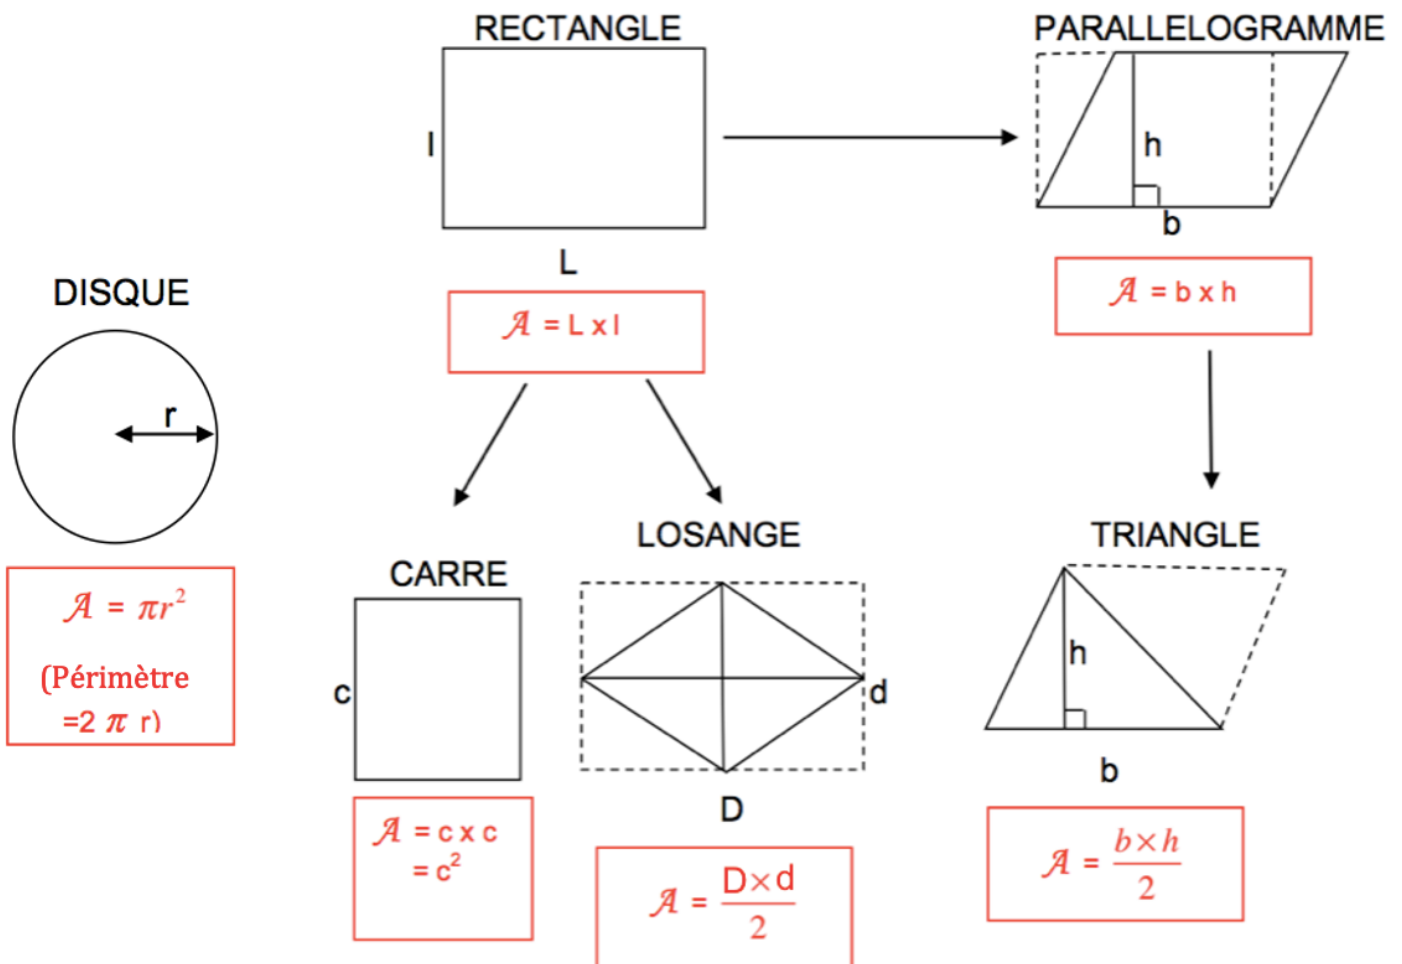 RECTANGLE
l
L
𝒜 = L x l
PARALLELOGRAMME
h
b
𝒜 = b x h
DISQUE
r
𝒜 = πr²
(Périmètre
=2 π r)
CARRE
c
𝒜 = c x c
= c²
LOSANGE
d
D
𝒜 = D×d / 2
TRIANGLE
h
b
𝒜 = b×h / 2